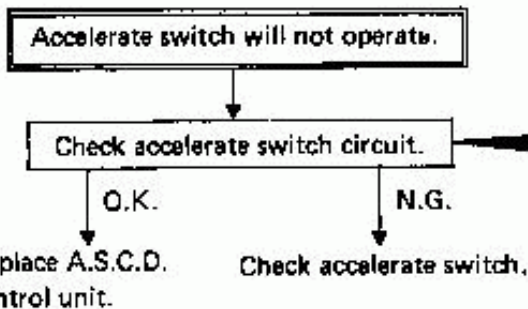 Accelerate switch will not operate.
Check accelerate switch circuit.
O.K.
N.G.
place A.S.C.D.
ntrol unit.
Check accelerate switch.